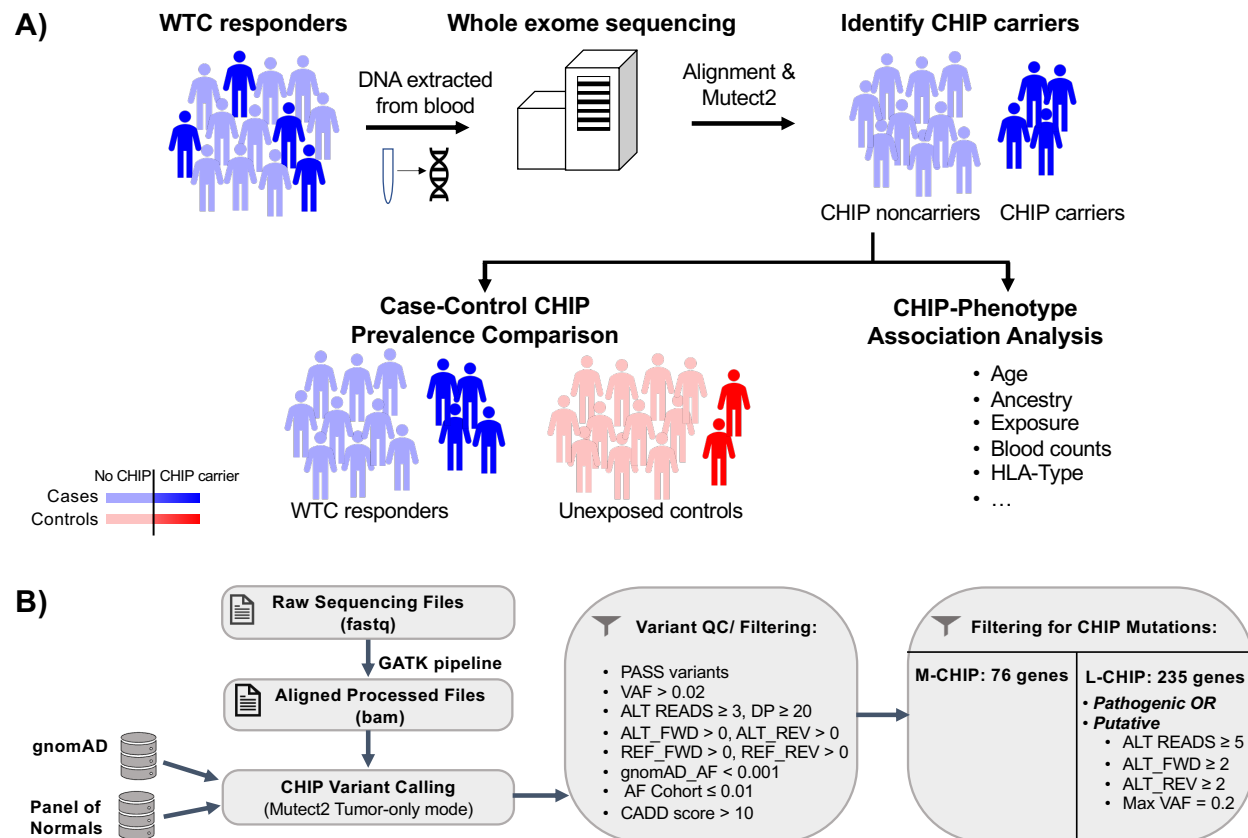 A)
WTC responders
Whole exome sequencing
Identify CHIP carriers
DNA extracted
from blood
Alignment &
Mutect2
CHIP noncarriers
CHIP carriers
Case-Control CHIP
Prevalence Comparison
CHIP-Phenotype
Association Analysis
• Age
• Ancestry
• Exposure
• Blood counts
• HLA-Type
• …
No CHIP
CHIP carrier
Cases
Controls
WTC responders
Unexposed controls
B)
Raw Sequencing Files
(fastq)
GATK pipeline
Aligned Processed Files
(bam)
gnomAD
Panel of
Normals
CHIP Variant Calling
(Mutect2 Tumor-only mode)
Variant QC/ Filtering:
• PASS variants
• VAF > 0.02
• ALT READS ≥ 3, DP ≥ 20
• ALT_FWD > 0, ALT_REV > 0
• REF_FWD > 0, REF_REV > 0
• gnomAD_AF < 0.001
• AF Cohort ≤ 0.01
• CADD score > 10
Filtering for CHIP Mutations:
M-CHIP: 76 genes
L-CHIP: 235 genes
• Pathogenic OR
• Putative
• ALT READS ≥ 5
• ALT_FWD ≥ 2
• ALT_REV ≥ 2
• Max VAF = 0.2